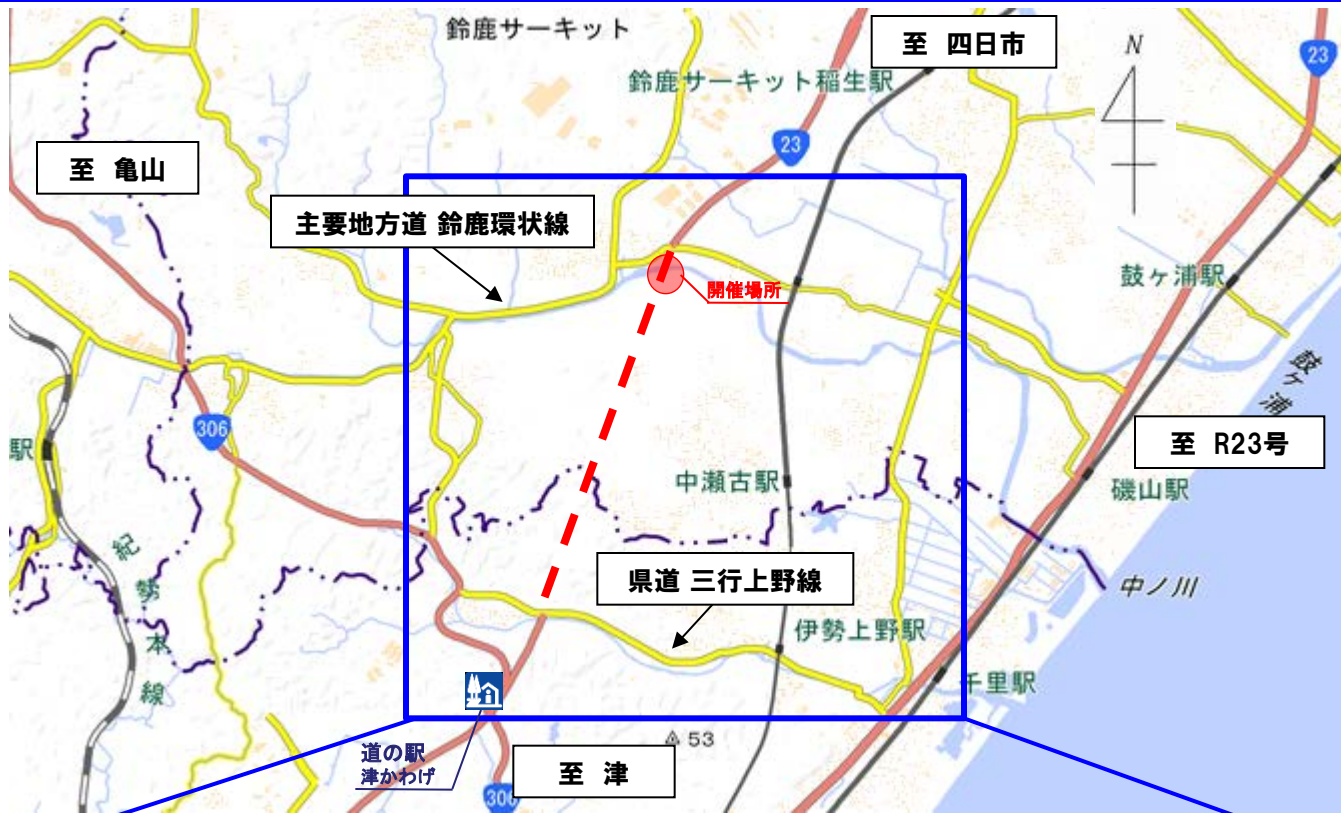 鈴鹿サーキット
至 四日市
N
23
鈴鹿サーキット稲生駅
23
至 亀山
主要地方道 鈴鹿環状線
開催場所
鼓ヶ浦駅
鼓ヶ浦
306
駅
至 R23号
中瀬古駅
磯山駅
紀勢本線
県道 三行上野線
中ノ川
伊勢上野駅
千里駅
53
道の駅
津かわげ
至 津
306